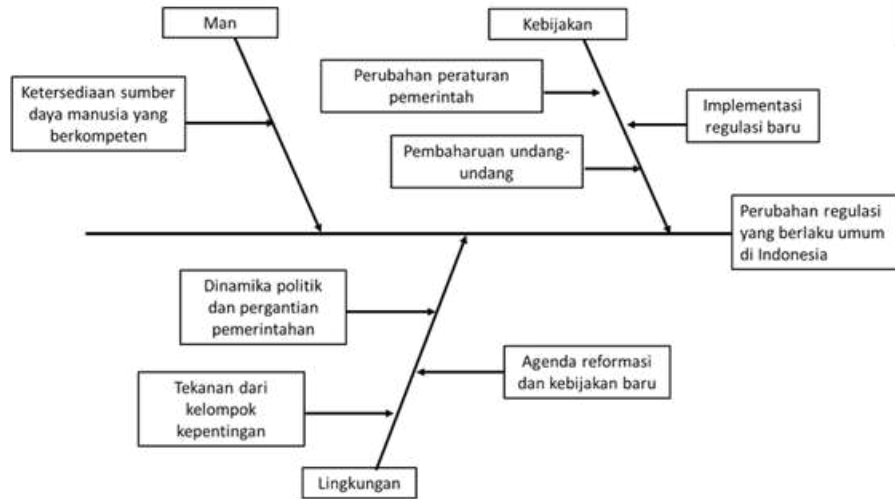 Man
Kebijakan
Ketersediaan sumber
daya manusia yang
berkompeten
Perubahan peraturan
pemerintah
Implementasi
regulasi baru
Pembaharuan undang-
undang
Perubahan regulasi
yang berlaku umum
di Indonesia
Dinamika politik
dan pergantian
pemerintahan
Agenda reformasi
dan kebijakan baru
Tekanan dari
kelompok
kepentingan
Lingkungan